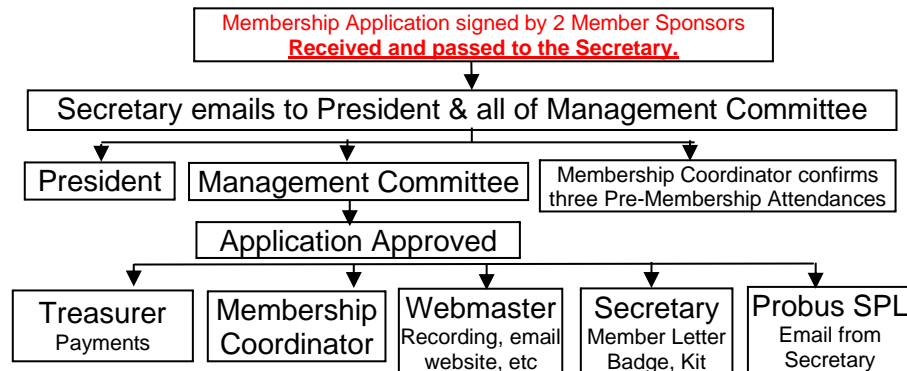 Membership Application signed by 2 Member Sponsors
Received and passed to the Secretary.
Secretary emails to President & all of Management Committee
President
Management Committee
Membership Coordinator confirms
three Pre-Membership Attendances
Application Approved
Treasurer
Payments
Membership
Coordinator
Webmaster
Recording, email
website, etc
Secretary
Member Letter
Badge, Kit
Probus SPL
Email from
Secretary